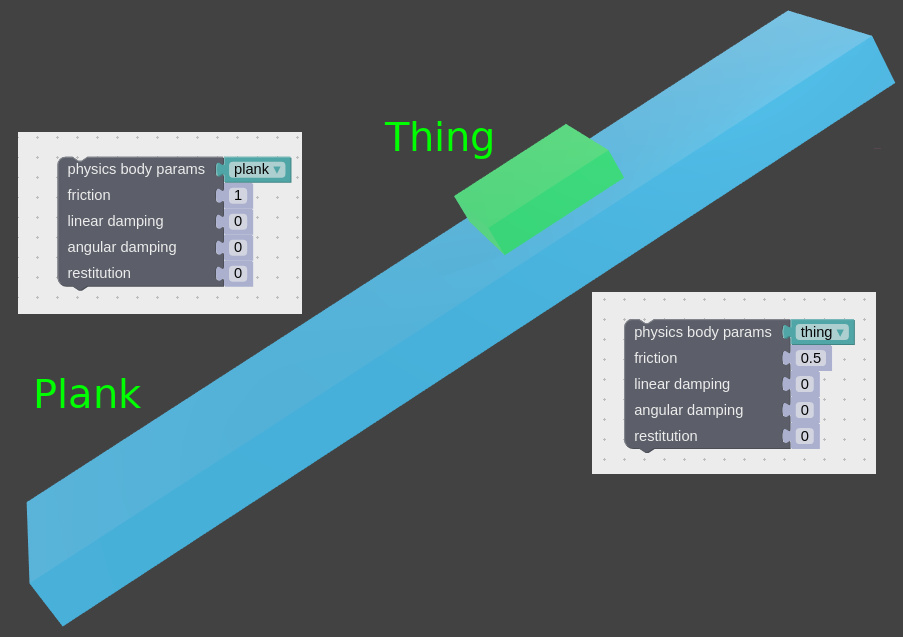 Thing
physics body params plank ▾
friction 1
linear damping 0
angular damping 0
restitution 0
physics body params thing ▾
friction 0.5
linear damping 0
angular damping 0
restitution 0
Plank